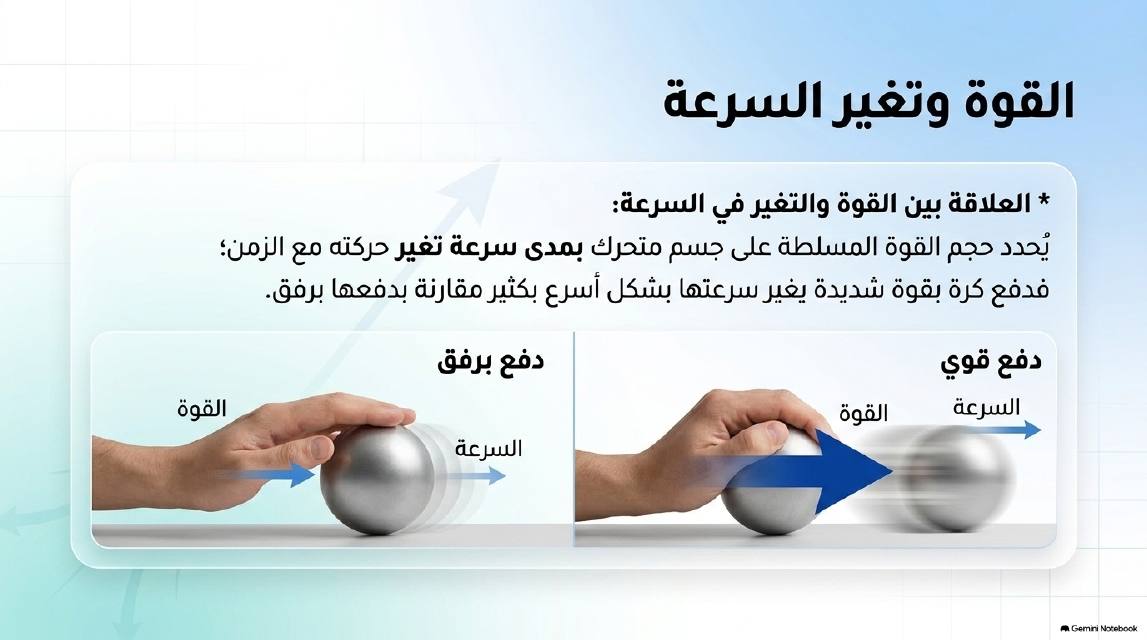 القوة وتغير السرعة
* العلاقة بين القوة والتغير في السرعة:
يُحدد حجم القوة المسلطة على جسم متحرك بمدى سرعة تغير حركته مع الزمن؛
فدفع كرة بقوة شديدة يغير سرعتها بشكل أسرع بكثير مقارنة بدفعها برفق.
دفع قوي
القوة
السرعة
دفع برفق
القوة
السرعة
Gemini Notebook